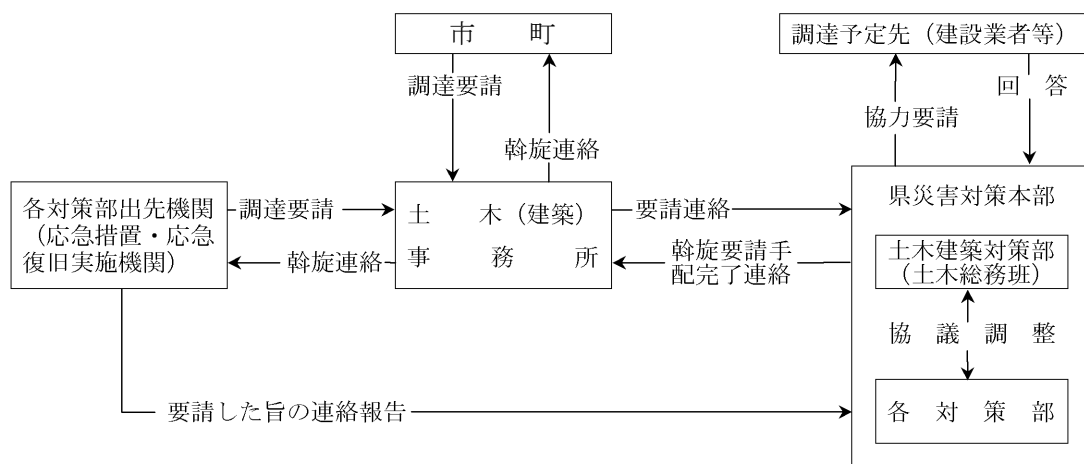 市　　町
調達予定先（建設業者等）
調達要請
斡旋連絡
協力要請
回　答
各対策部出先機関
（応急措置・応急
復旧実施機関）
調達要請
斡旋連絡
土　　木（建築）
事　　務　　所
要請連絡
斡旋要請手
配完了連絡
県災害対策本部
土木建築対策部
（土木総務班）
協　議　調　整
各　対　策　部
要請した旨の連絡報告